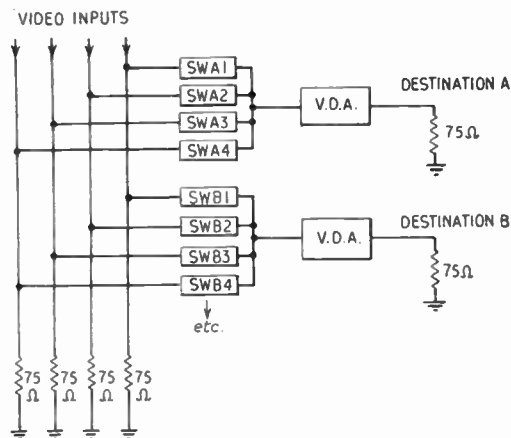 VIDEO INPUTS
SWA1
SWA2
SWA3
SWA4
V.D.A.
DESTINATION A
75Ω
SWB1
SWB2
SWB3
SWB4
etc.
V.D.A.
DESTINATION B
75Ω
75 Ω
75 Ω
75 Ω
75 Ω